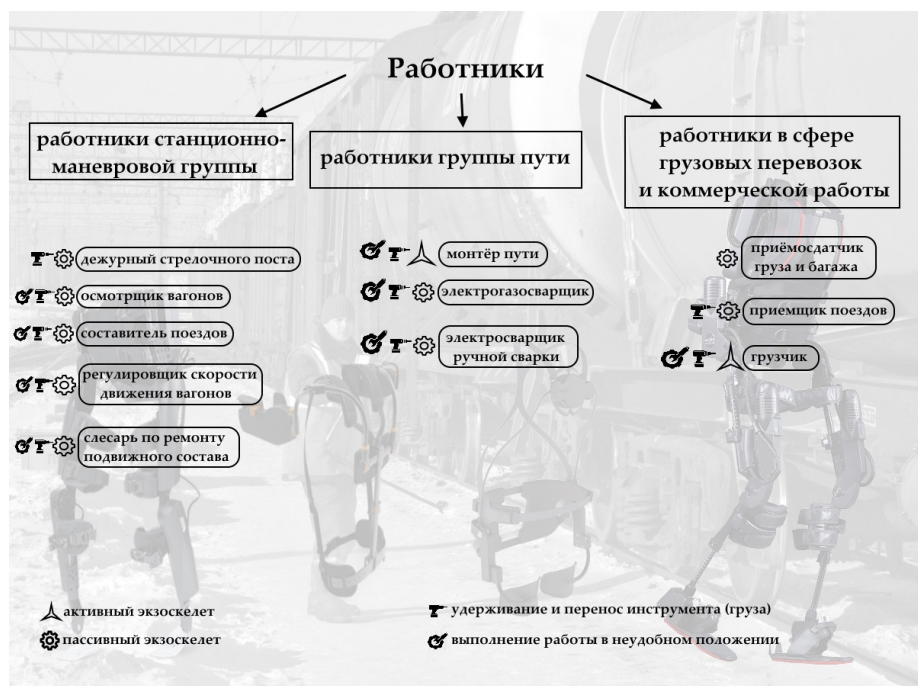 Работники
работники станционно-
маневровой группы
работники группы пути
работники в сфере
грузовых перевозок
и коммерческой работы
дежурный стрелочного поста
осмотрщик вагонов
составитель поездов
регулировщик скорости
движения вагонов
слесарь по ремонту
подвижного состава
монтёр пути
электрогазосварщик
электросварщик
ручной сварки
приёмосдатчик
груза и багажа
приемщик поездов
грузчик
активный экзоскелет
пассивный экзоскелет
удерживание и перенос инструмента (груза)
выполнение работы в неудобном положении